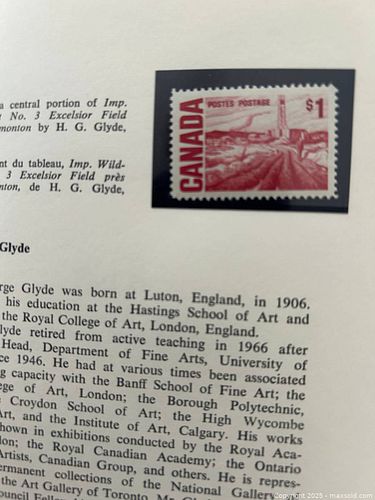 a central portion of Imp.
No. 3 Excelsior Field
monton by H. G. Glyde,
CANADA
POSTES POSTAGE
$1
nt du tableau, Imp. Wild-
3 Excelsior Field près
nton, de H. G. Glyde,
Glyde
rge Glyde was born at Luton, England, in 1906.
his education at the Hastings School of Art and
the Royal College of Art, London, England.
lyde retired from active teaching in 1966 after
Head, Department of Fine Arts, University of
ce 1946. He had at various times been associated
g capacity with the Banff School of Fine Art; the
ege of Art, London; the Borough Polytechnic,
Croydon School of Art; the High Wycombe
Art, and the Institute of Art, Calgary. His works
hown in exhibitions conducted by the Royal Aca-
don; the Royal Canadian Academy; the Ontario
Artists, Canadian Group, and others. He is repres-
ermanent collections of the National Gallery
the Art Gallery of Toronto
Council
Copyright 2025 - maxsold.com